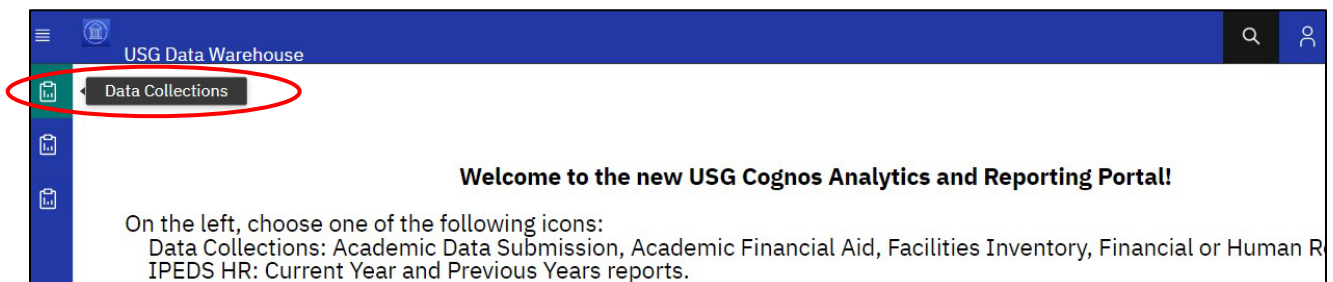 USG Data Warehouse
Data Collections
Welcome to the new USG Cognos Analytics and Reporting Portal!
On the left, choose one of the following icons:
Data Collections: Academic Data Submission, Academic Financial Aid, Facilities Inventory, Financial or Human R
IPEDS HR: Current Year and Previous Years reports.